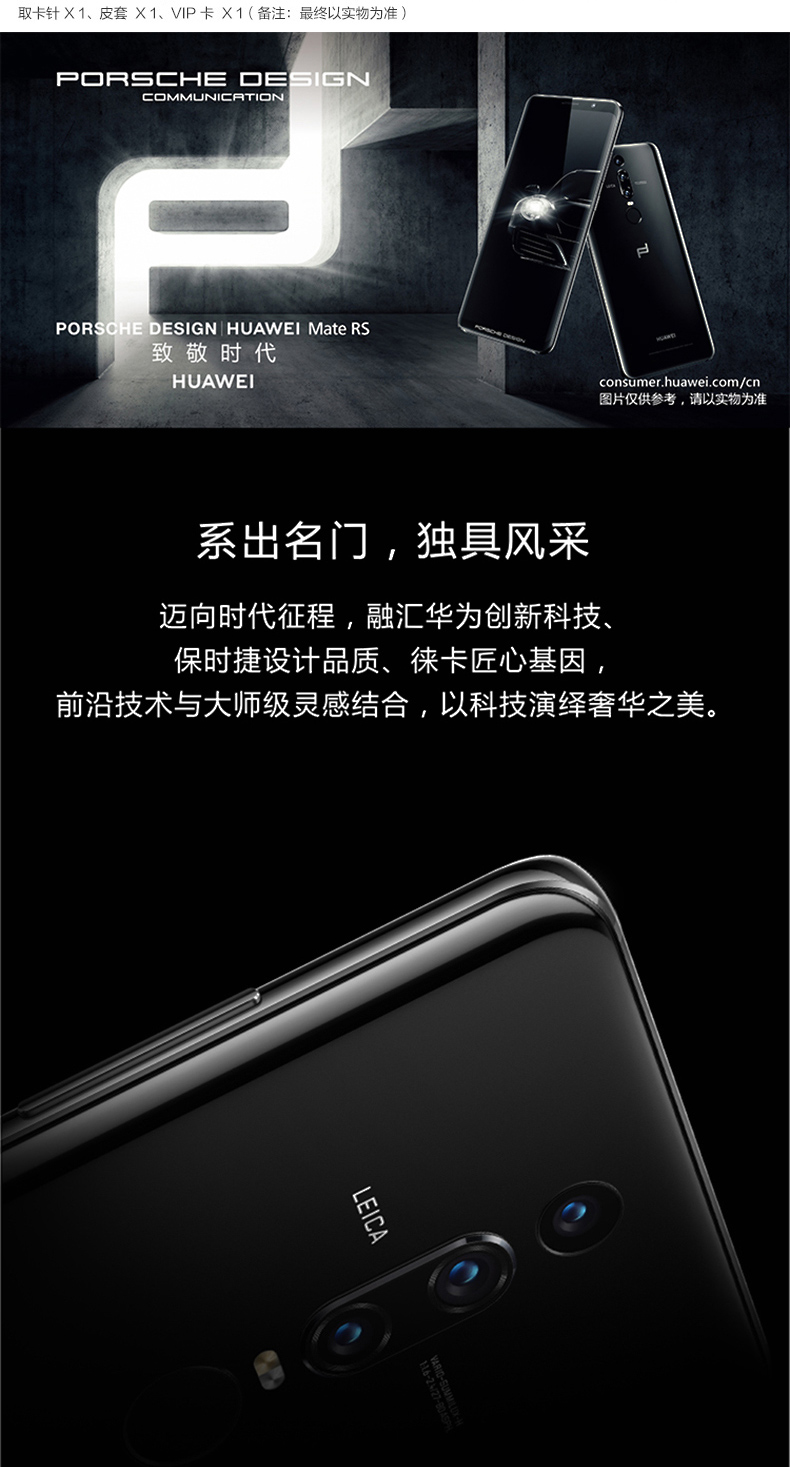 取卡针 X 1、皮套 X 1、VIP 卡 X 1 ( 备注：最终以实物为准 )
PORSCHE DESIGN
COMMUNICATION
PORSCHE DESIGN | HUAWEI Mate RS
致敬时代
HUAWEI
LEICA
HUAWEI
PORSCHE DESIGN
consumer.huawei.com/cn
图片仅供参考，请以实物为准
系出名门，独具风采
迈向时代征程，融汇华为创新科技、
保时捷设计品质、徕卡匠心基因，
前沿技术与大师级灵感结合，以科技演绎奢华之美。
LEICA